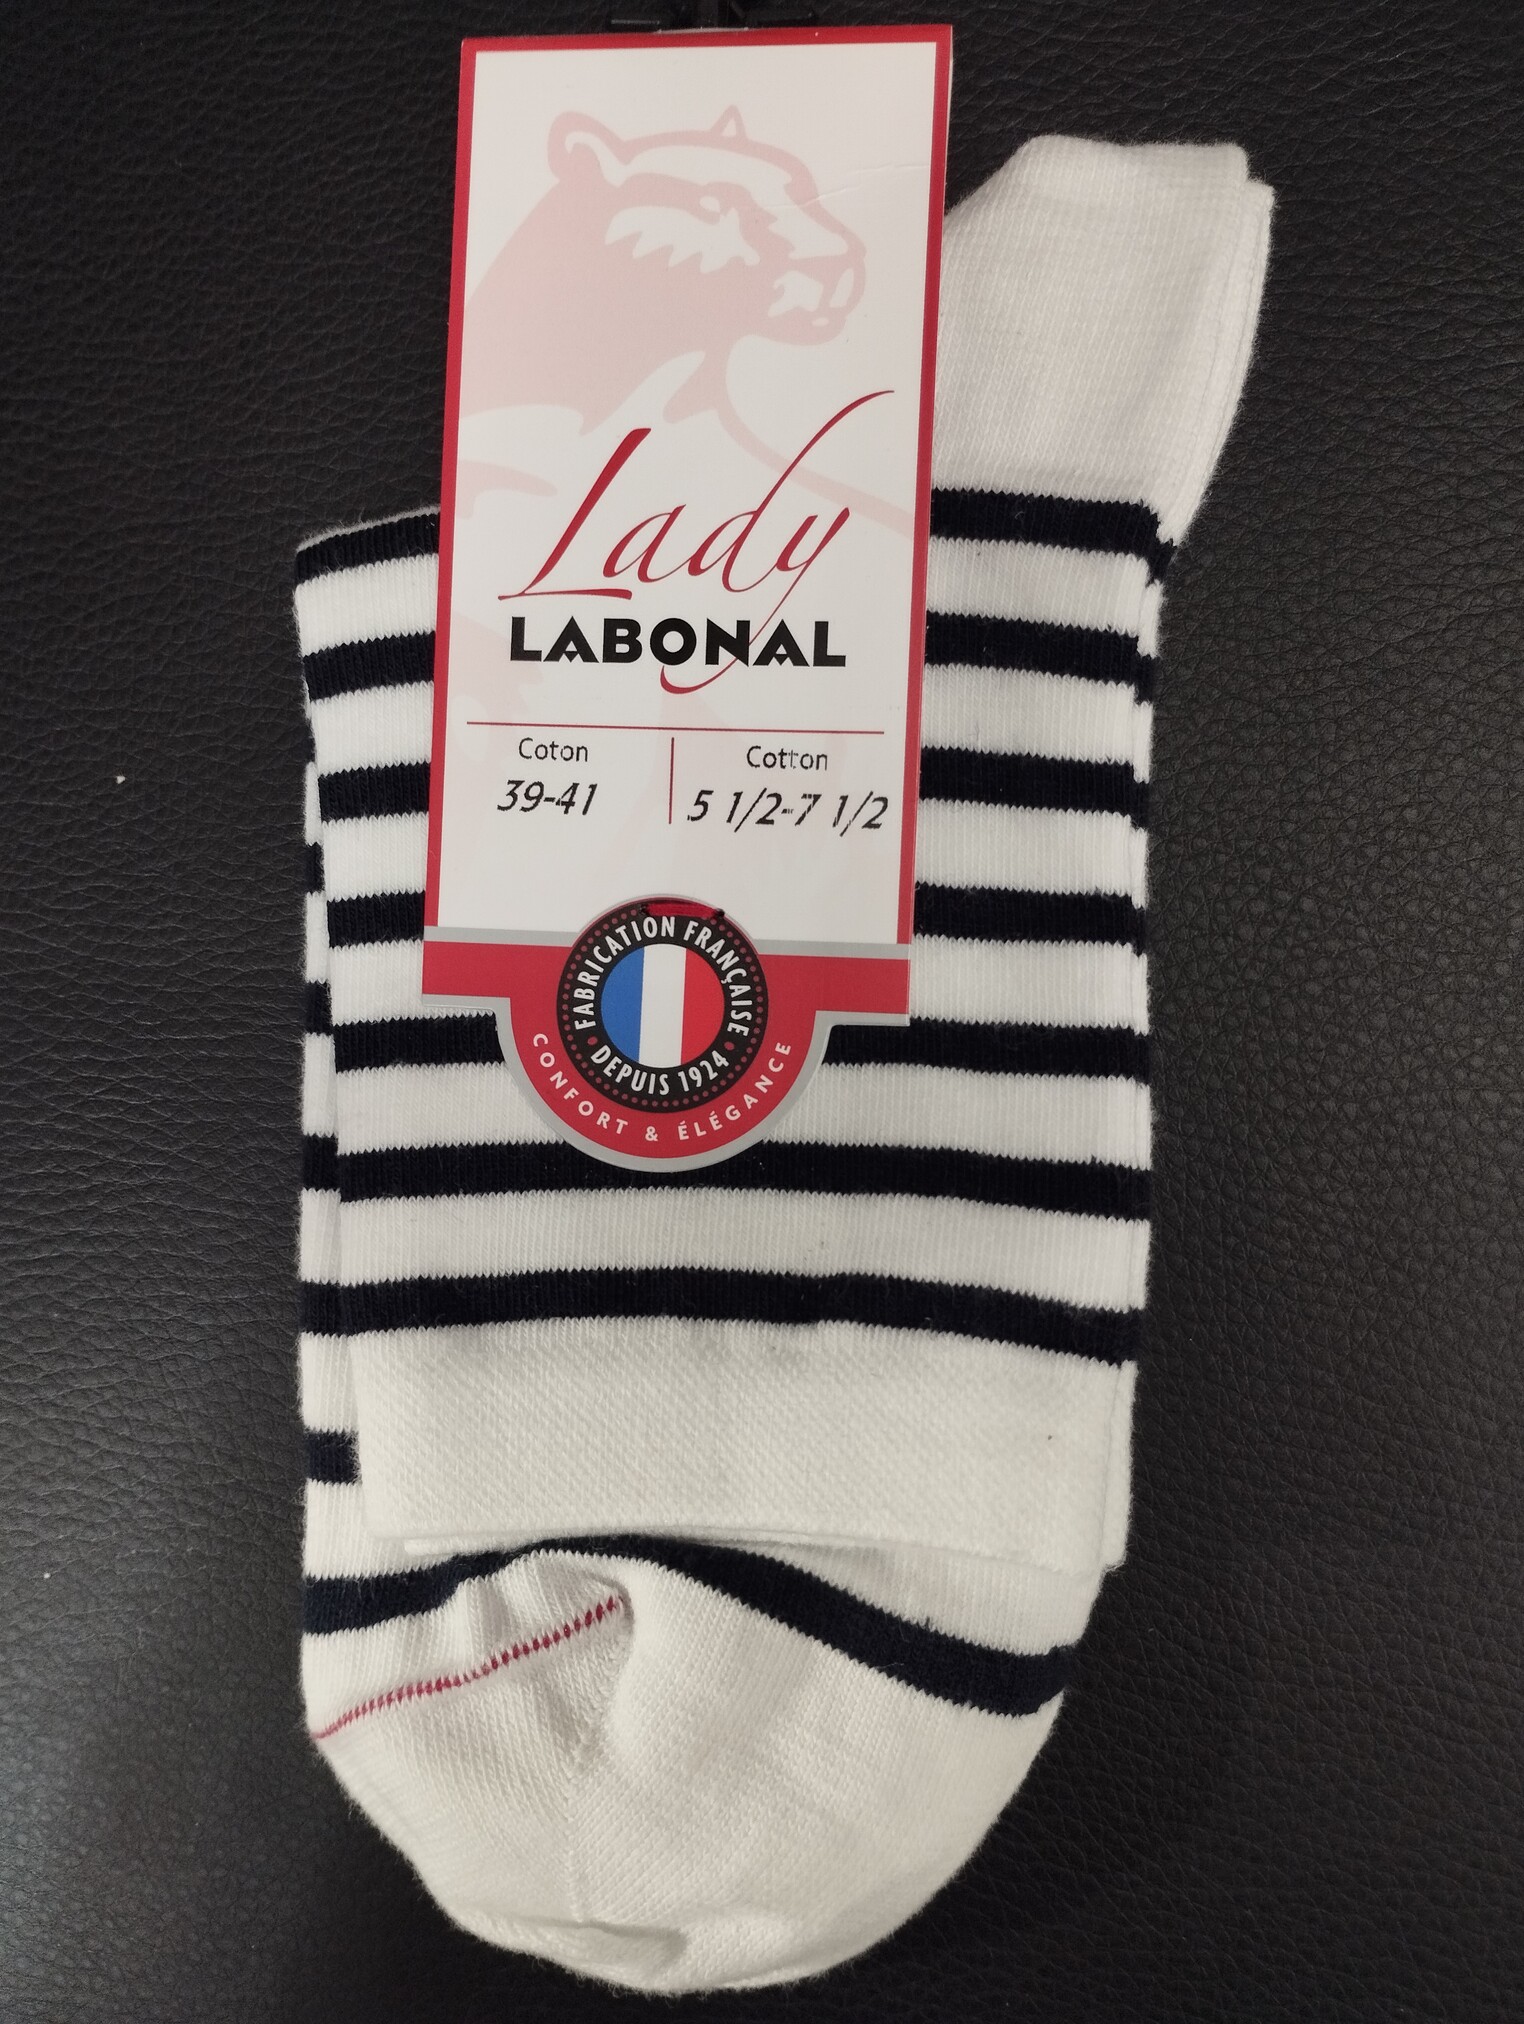 Lady
LABONAL
Coton
39-41
Cotton
5 1/2-7 1/2
FABRICATION FRANÇAISE
DEPUIS 1924
CONFORT & ÉLÉGANCE